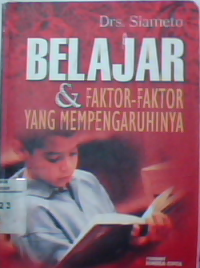 Drs. Slameto
BELAJAR
& FAKTOR-FAKTOR
YANG MEMPENGARUHINYA